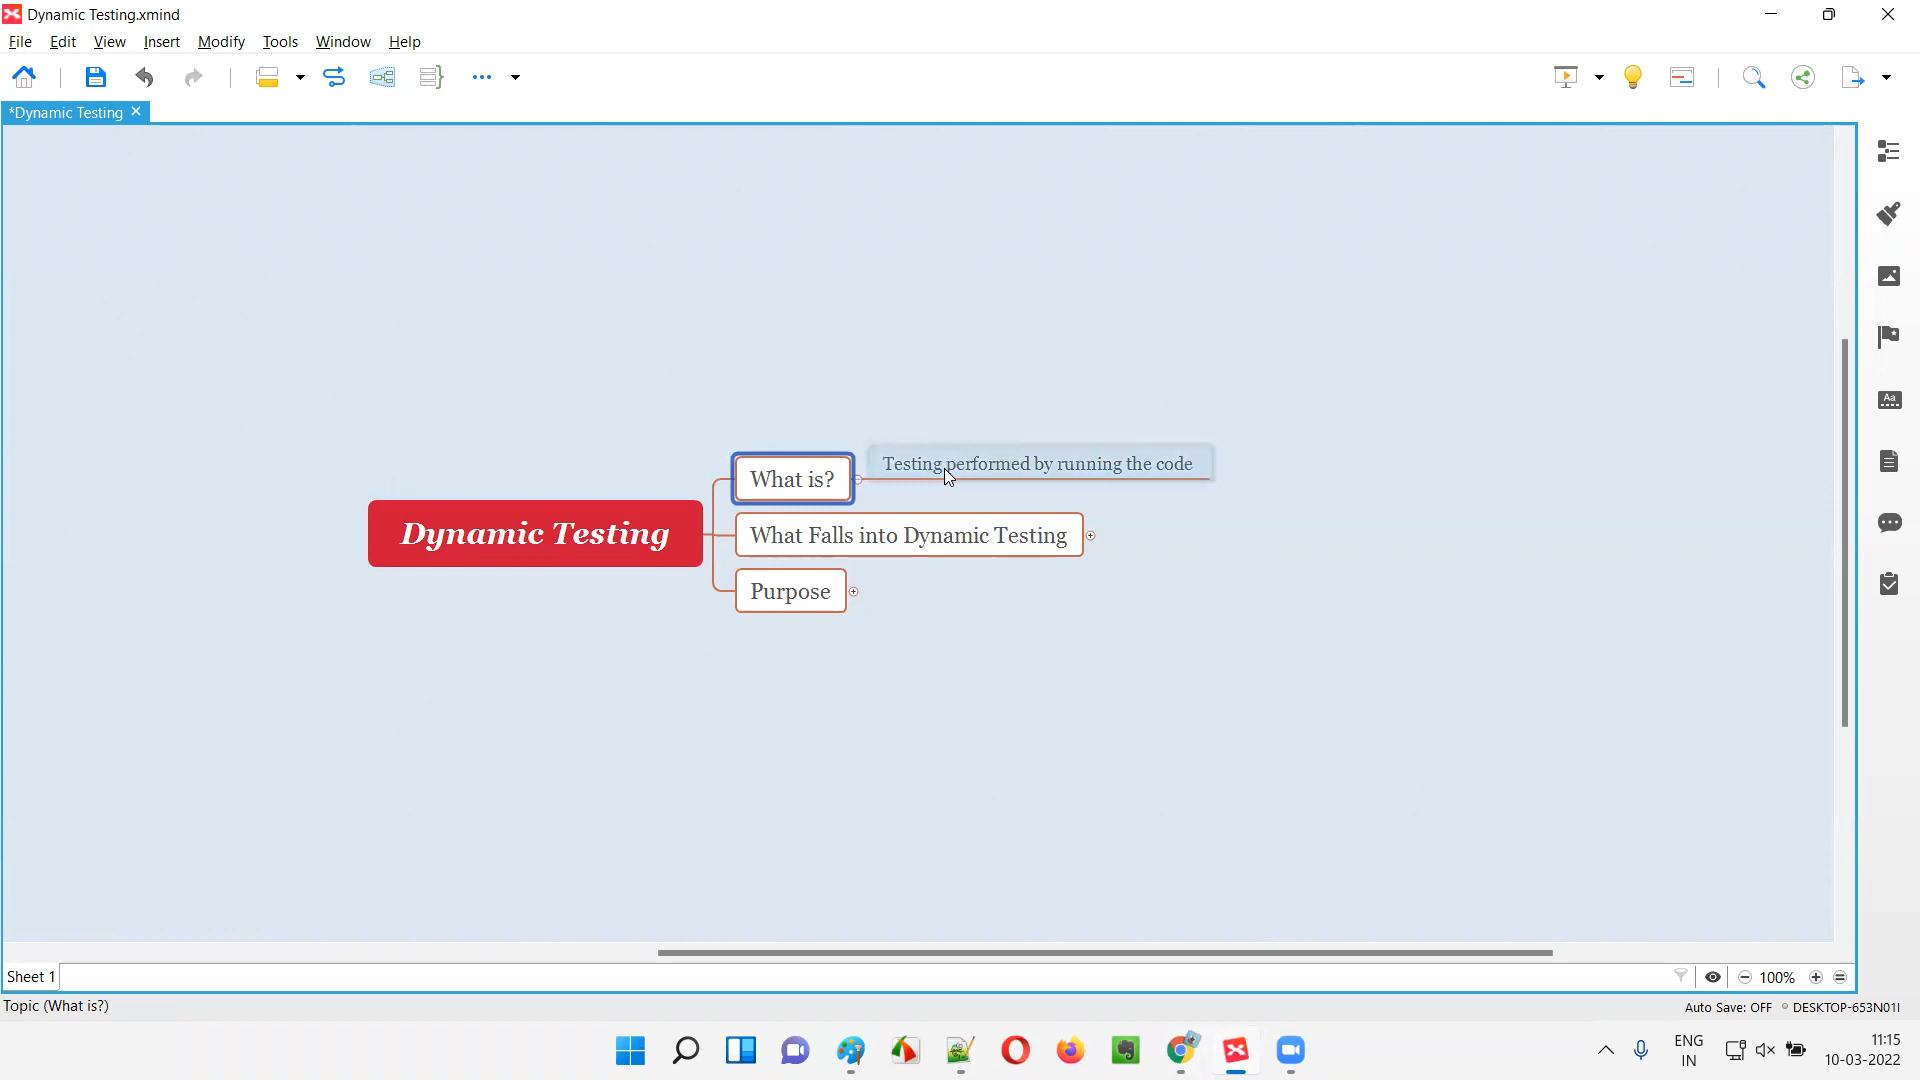 Dynamic Testing.xmind
File Edit View Insert Modify Tools Window Help
*Dynamic Testing
What is?
Testing performed by running the code
Dynamic Testing
What Falls into Dynamic Testing
Purpose
Aa
Sheet 1
100%
Topic (What is?)
Auto Save: OFF DESKTOP-653N01I
ENG
IN
11:15
10-03-2022